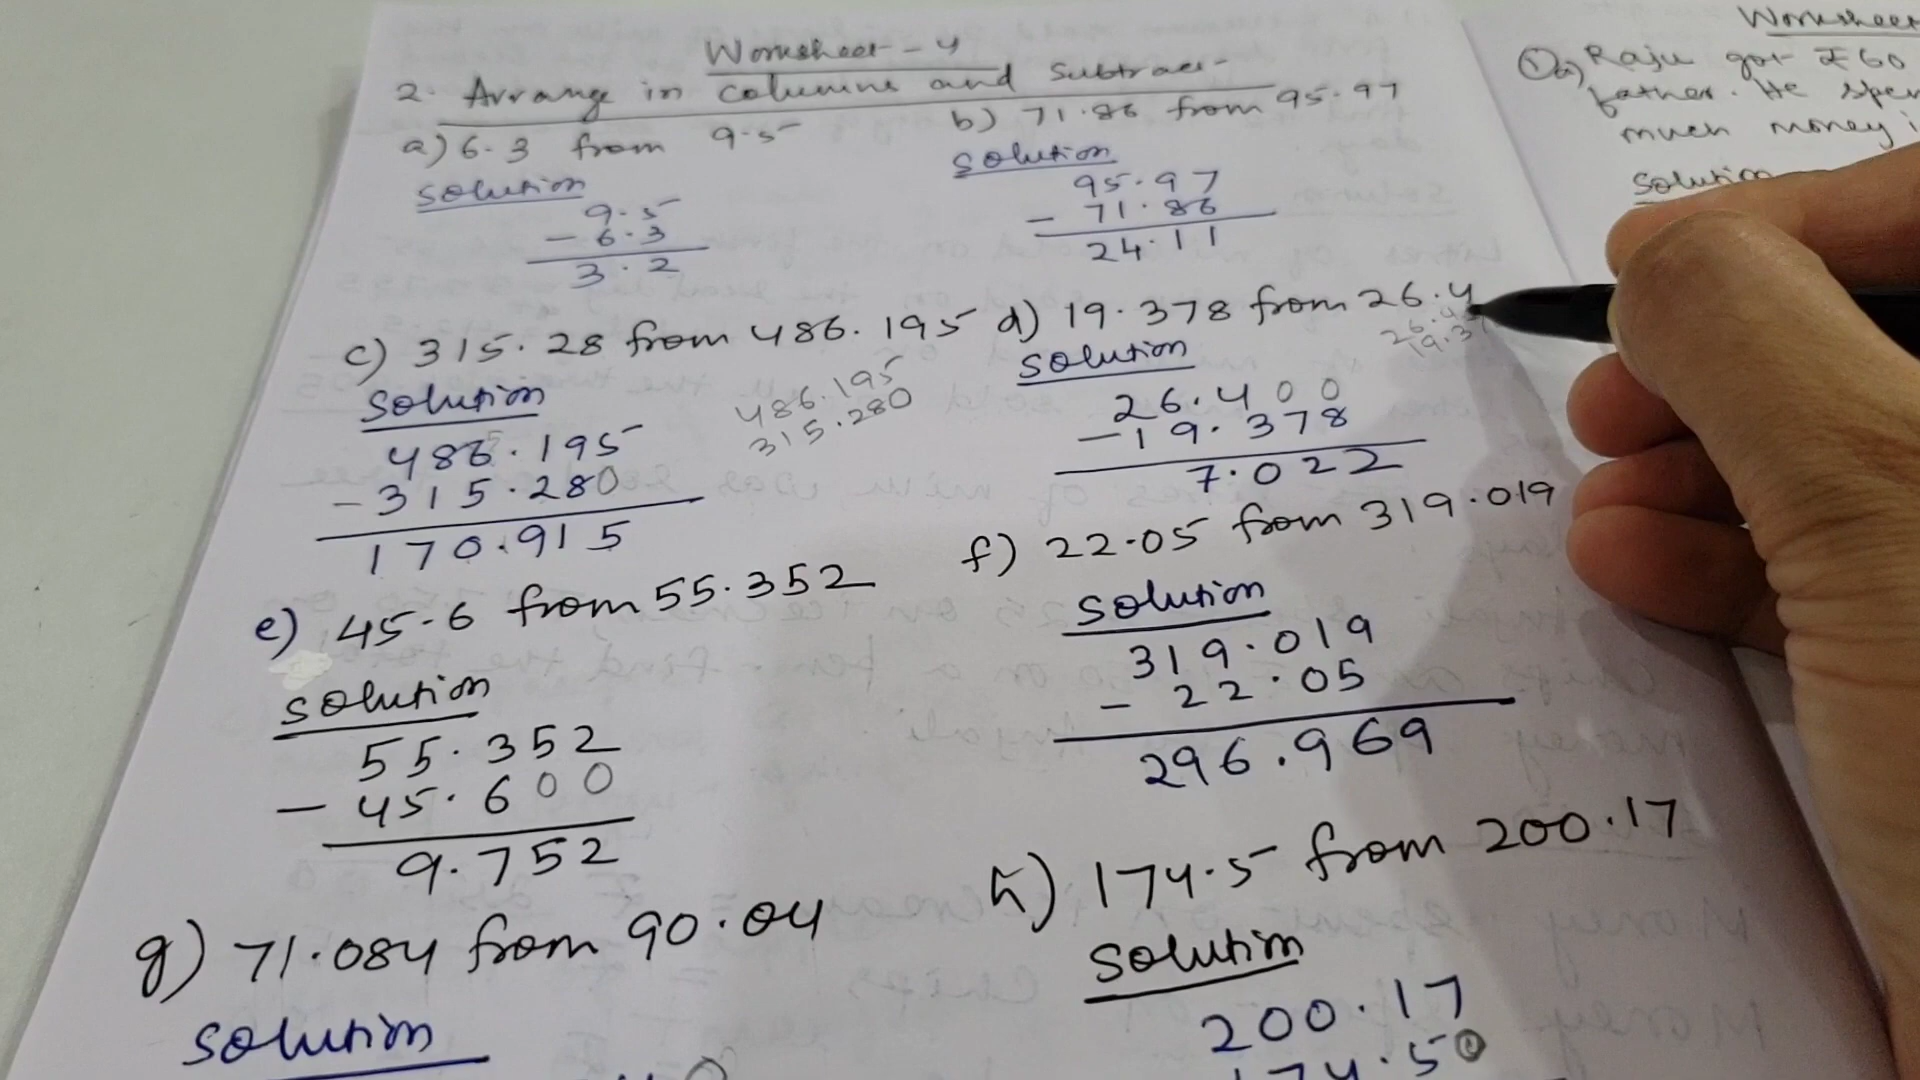 Worksheet - 4
2. Arrange in columns and subtract
a) 6.3 from 9.5
solution
9.5
- 6.3
3.2
b) 71.86 from 95.97
solution
95.97
- 71.86
24.11
c) 315.28 from 486.195
solution
486.195
315.280
486.195
- 315.280
170.915
d) 19.378 from 26.4
solution
26.400
- 19.378
7.022
e) 45.6 from 55.352
solution
55.352
- 45.600
9.752
f) 22.05 from 319.019
solution
319.019
- 22.05
296.969
g) 71.084 from 90.04
solution
h) 174.5 from 200.17
solution
200.17
174.50
Worksheet
1 a) Raju got ₹60
father. He
much money
solution